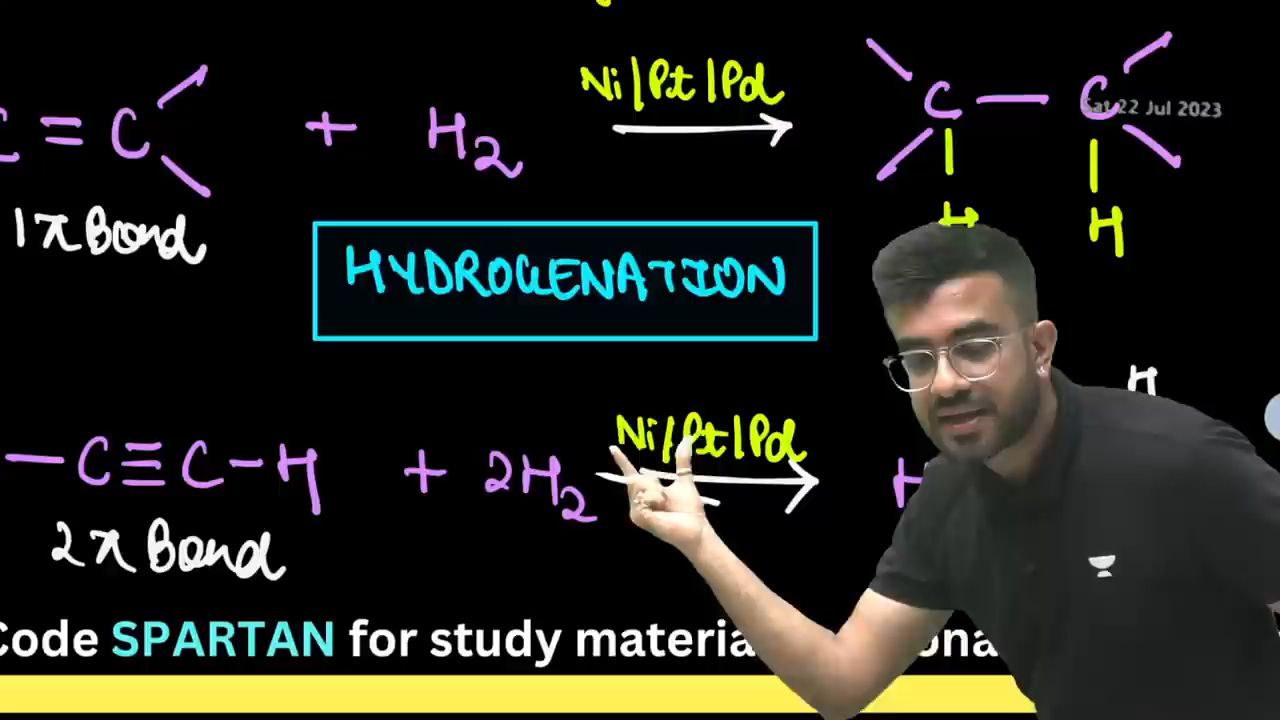 Ni/Pt/Pd
C = C + H2 → C — C
Sat 22 Jul 2023
H H
1π Bond
HYDROGENATION
H
Ni/Pt/Pd
— C ≡ C — H + 2H2 → H
2π Bond
Code SPARTAN for study materia